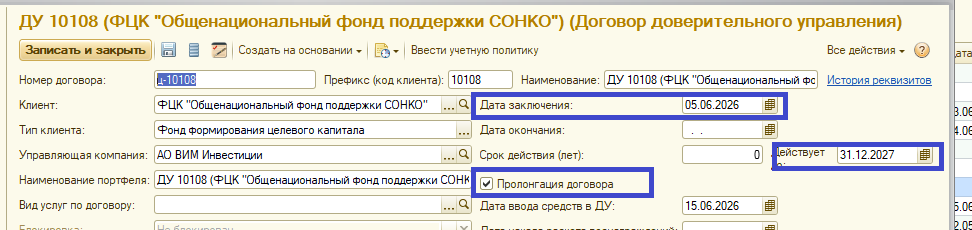 ДУ 10108 (ФЦК "Общенациональный фонд поддержки СОНКО") (Договор доверительного управления)
Записать и закрыть Создать на основании Ввести учетную политику Все действия
Номер договора: д-10108 Префикс (код клиента): 10108 Наименование: ДУ 10108 (ФЦК "Общенациональный фо История реквизитов
Клиент: ФЦК "Общенациональный фонд поддержки СОНКО" ... Дата заключения: 05.06.2026
Тип клиента: Фонд формирования целевого капитала ... Дата окончания: . .
Управляющая компания: АО ВИМ Инвестиции ... Срок действия (лет): 0 Действует 31.12.2027
Наименование портфеля: ДУ 10108 (ФЦК "Общенациональный фонд поддержки СОНК Пролонгация договора
Вид услуг по договору: ... Дата ввода средств в ДУ: 15.06.2026